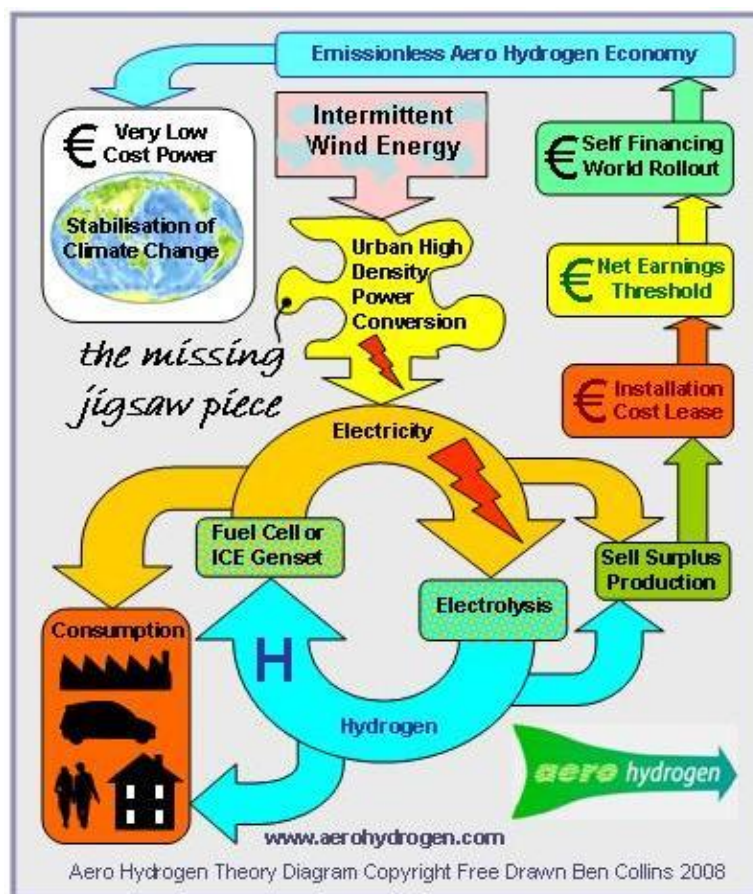 Emissionless Aero Hydrogen Economy
€ Very Low
Cost Power
Stabilisation of
Climate Change
Intermittent
Wind Energy
€ Self Financing
World Rollout
Urban High
Density
Power
Conversion
€ Net Earnings
Threshold
the missing
jigsaw piece
€ Installation
Cost Lease
Electricity
Fuel Cell or
ICE Genset
Sell Surplus
Production
Electrolysis
Consumption
H
Hydrogen
aero hydrogen
www.aerohydrogen.com
Aero Hydrogen Theory Diagram Copyright Free Drawn Ben Collins 2008